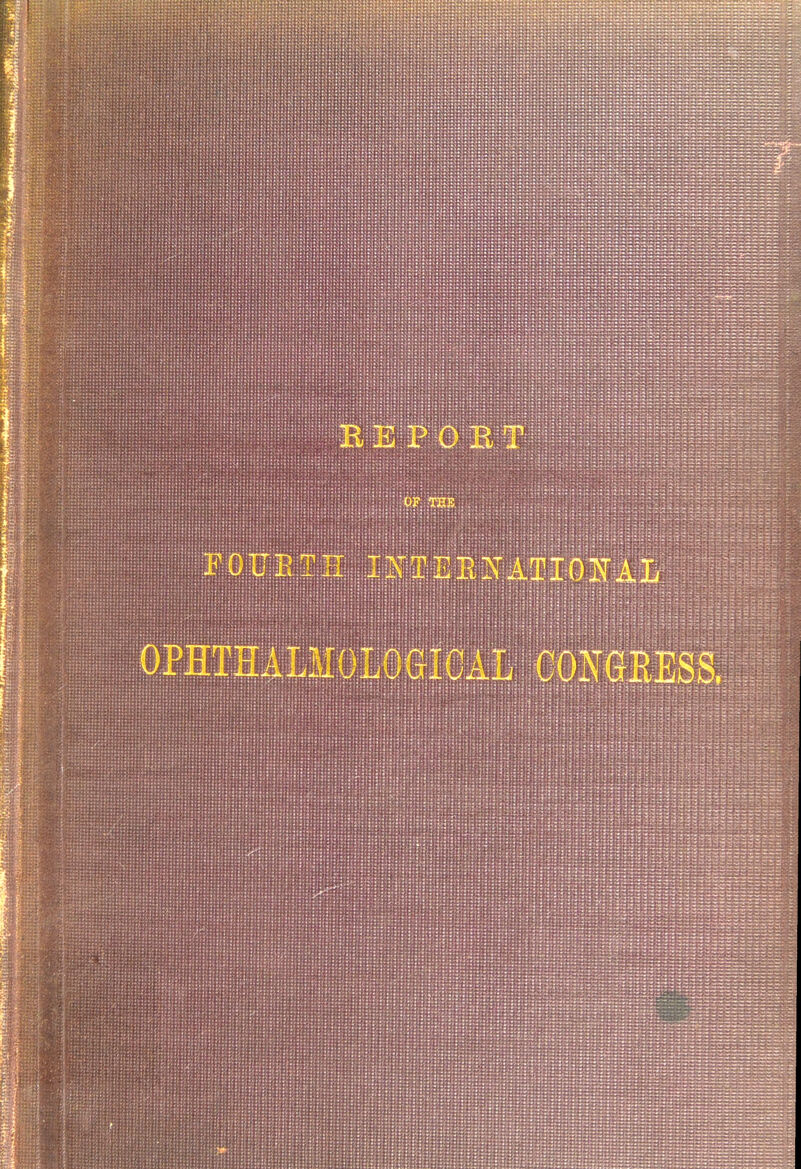 REPORT
OF THE
FOURTH INTERNATIONAL
OPHTHALMOLOGICAL CONGRESS.